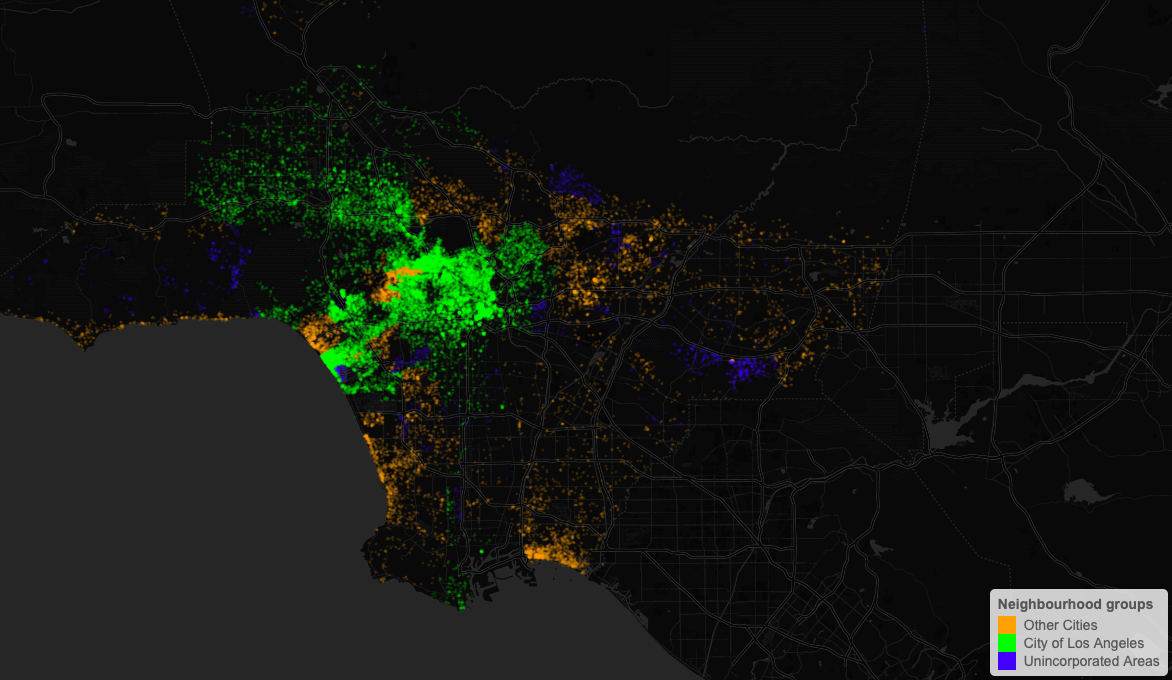 Neighbourhood groups
Other Cities
City of Los Angeles
Unincorporated Areas